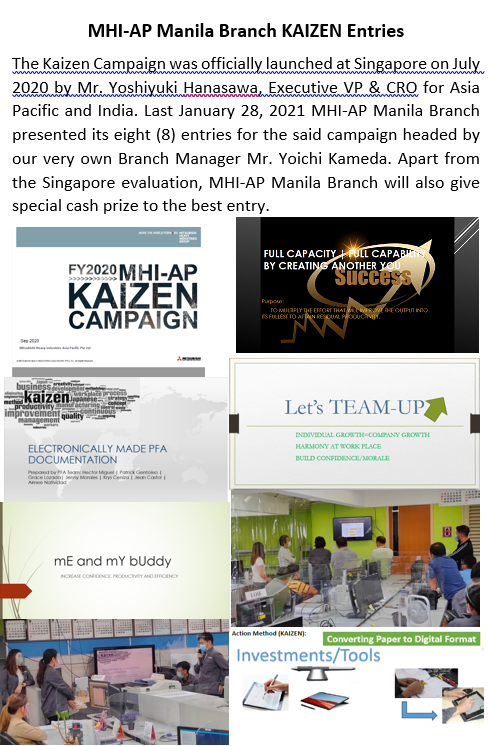 MHI-AP Manila Branch KAIZEN Entries
The Kaizen Campaign was officially launched at Singapore on July
2020 by Mr. Yoshiyuki Hanasawa, Executive VP & CRO for Asia
Pacific and India. Last January 28, 2021 MHI-AP Manila Branch
presented its eight (8) entries for the said campaign headed by
our very own Branch Manager Mr. Yoichi Kameda. Apart from
the Singapore evaluation, MHI-AP Manila Branch will also give
special cash prize to the best entry.
FY2020 MHI-AP
KAIZEN
CAMPAIGN
Sep 2020
Mitsubishi Heavy Industries Asia Pacific Pte Ltd
FULL CAPACITY | FULL CAPABILITY
BY CREATING ANOTHER YOU
Success
Purpose:
TO MULTIPLY THE EFFORT THAT WILL IMPROVE THE OUTPUT INTO
ITS FULLEST TO ATTAIN RESIDUAL PRODUCTIVITY.
business
kaizen
productivity manufacturing
improvement
management
quality
continuous
ELECTRONICALLY MADE PFA
DOCUMENTATION
Prepared by PFA Team: Hector Miguel | Patrick Gientoleo |
Grace Lozada | Jenny Morales | Krys Centiza | Jean Castor |
Aimee Natividad
Let's TEAM-UP
INDIVIDUAL GROWTH=COMPANY GROWTH
HARMONY AT WORK PLACE
BUILD CONFIDENCE/MORALE
mE and mY bUddy
INCREASE CONFIDENCE, PRODUCTIVITY AND EFFICIENCY
Action Method (KAIZEN):
Converting Paper to Digital Format
Investments/Tools